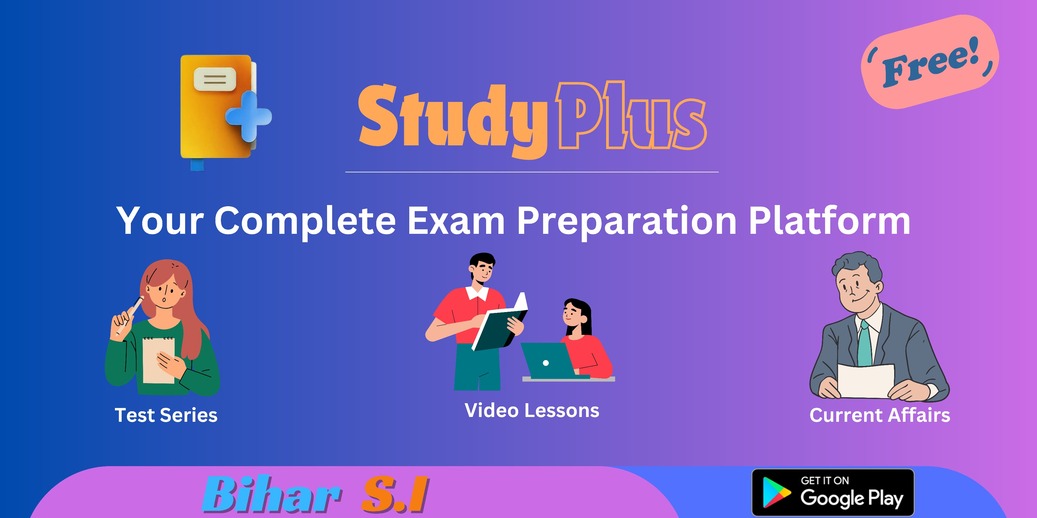 Free!
StudyPlus
Your Complete Exam Preparation Platform
Test Series
Video Lessons
Current Affairs
Bihar S.I
GET IT ON
Google Play